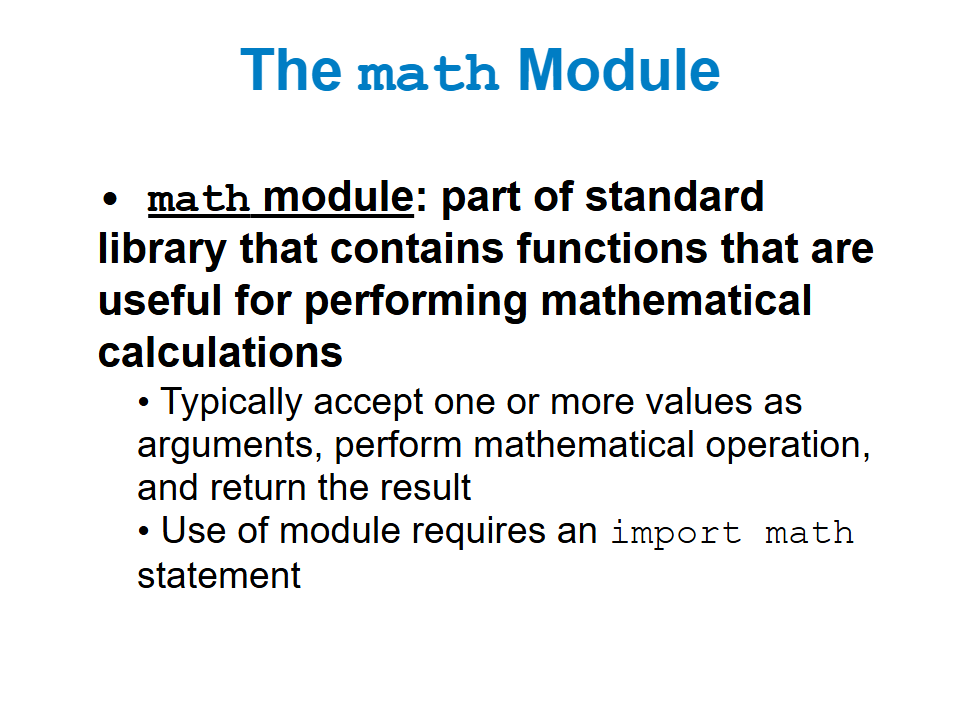 The math Module
• math module: part of standard
library that contains functions that are
useful for performing mathematical
calculations
• Typically accept one or more values as
arguments, perform mathematical operation,
and return the result
• Use of module requires an import math
statement